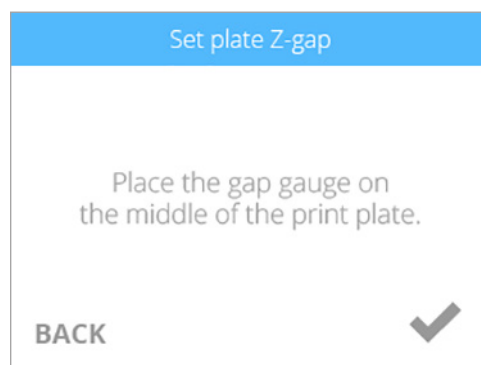 Set plate Z-gap
Place the gap gauge on
the middle of the print plate.
BACK